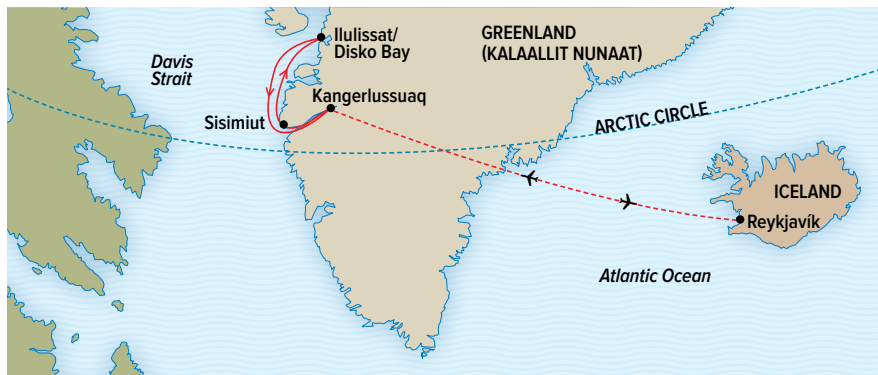 Ilulissat/
Disko Bay
GREENLAND
(KALAALLIT NUNAAT)
Davis
Strait
Kangerlussuaq
Sisimiut
ARCTIC CIRCLE
ICELAND
Reykjavík
Atlantic Ocean